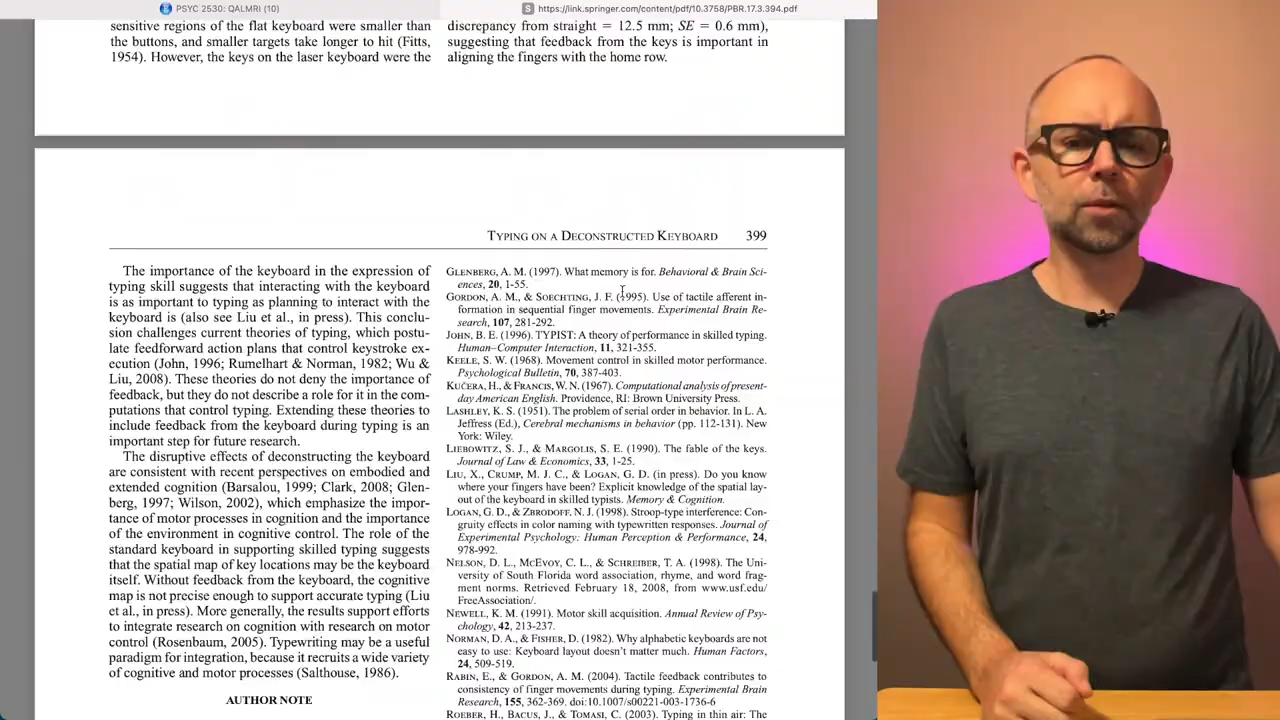 PSYC 2530: QALMRI (10)
https://link.springer.com/content/pdf/10.3758/PBR.17.3.394.pdf
sensitive regions of the flat keyboard were smaller than
the buttons, and smaller targets take longer to hit (Fitts,
1954). However, the keys on the laser keyboard were the
discrepancy from straight = 12.5 mm; SE = 0.6 mm),
suggesting that feedback from the keys is important in
aligning the fingers with the home row.
TYPING ON A DECONSTRUCTED KEYBOARD 399
The importance of the keyboard in the expression of
typing skill suggests that interacting with the keyboard
is as important to typing as planning to interact with the
keyboard is (also see Liu et al., in press). This conclu-
sion challenges current theories of typing, which postu-
late feedforward action plans that control keystroke ex-
ecution (John, 1996; Rumelhart & Norman, 1982; Wu &
Liu, 2008). These theories do not deny the importance of
feedback, but they do not describe a role for it in the com-
putations that control typing. Extending these theories to
include feedback from the keyboard during typing is an
important step for future research.
The disruptive effects of deconstructing the keyboard
are consistent with recent perspectives on embodied and
extended cognition (Barsalou, 1999; Clark, 2008; Glen-
berg, 1997; Wilson, 2002), which emphasize the impor-
tance of motor processes in cognition and the importance
of the environment in cognitive control. The role of the
standard keyboard in supporting skilled typing suggests
that the spatial map of key locations may be the keyboard
itself. Without feedback from the keyboard, the cognitive
map is not precise enough to support accurate typing (Liu
et al., in press). More generally, the results support efforts
to integrate research on cognition with research on motor
control (Rosenbaum, 2005). Typewriting may be a useful
paradigm for integration, because it recruits a wide variety
of cognitive and motor processes (Salthouse, 1986).
AUTHOR NOTE
GLENBERG, A. M. (1997). What memory is for. Behavioral & Brain Sci-
ences, 20, 1-55.
GORDON, A. M., & SOECHTING, J. F. (1995). Use of tactile afferent in-
formation in sequential finger movements. Experimental Brain Re-
search, 107, 281-292.
JOHN, B. E. (1996). TYPIST: A theory of performance in skilled typing.
Human–Computer Interaction, 11, 321-355.
KEELE, S. W. (1968). Movement control in skilled motor performance.
Psychological Bulletin, 70, 387-403.
KUČERA, H., & FRANCIS, W. N. (1967). Computational analysis of present-
day American English. Providence, RI: Brown University Press.
LASHLEY, K. S. (1951). The problem of serial order in behavior. In L. A.
Jeffress (Ed.), Cerebral mechanisms in behavior (pp. 112-131). New
York: Wiley.
LIEBOWITZ, S. J., & MARGOLIS, S. E. (1990). The fable of the keys.
Journal of Law & Economics, 33, 1-25.
LIU, X., CRUMP, M. J. C., & LOGAN, G. D. (in press). Do you know
where your fingers have been? Explicit knowledge of the spatial lay-
out of the keyboard in skilled typists. Memory & Cognition.
LOGAN, G. D., & ZBRODOFF, N. J. (1998). Stroop-type interference: Con-
gruity effects in color naming with typewritten responses. Journal of
Experimental Psychology: Human Perception & Performance, 24,
978-992.
NELSON, D. L., MCEVOY, C. L., & SCHREIBER, T. A. (1998). The Uni-
versity of South Florida word association, rhyme, and word frag-
ment norms. Retrieved February 18, 2008, from www.usf.edu/
FreeAssociation/.
NEWELL, K. M. (1991). Motor skill acquisition. Annual Review of Psy-
chology, 42, 213-237.
NORMAN, D. A., & FISHER, D. (1982). Why alphabetic keyboards are not
easy to use: Keyboard layout doesn't matter much. Human Factors,
24, 509-519.
RABIN, E., & GORDON, A. M. (2004). Tactile feedback contributes to
consistency of finger movements during typing. Experimental Brain
Research, 155, 362-369. doi:10.1007/s00221-003-1736-6
ROEBER, H., BACUS, J., & TOMASI, C. (2003). Typing in thin air: The